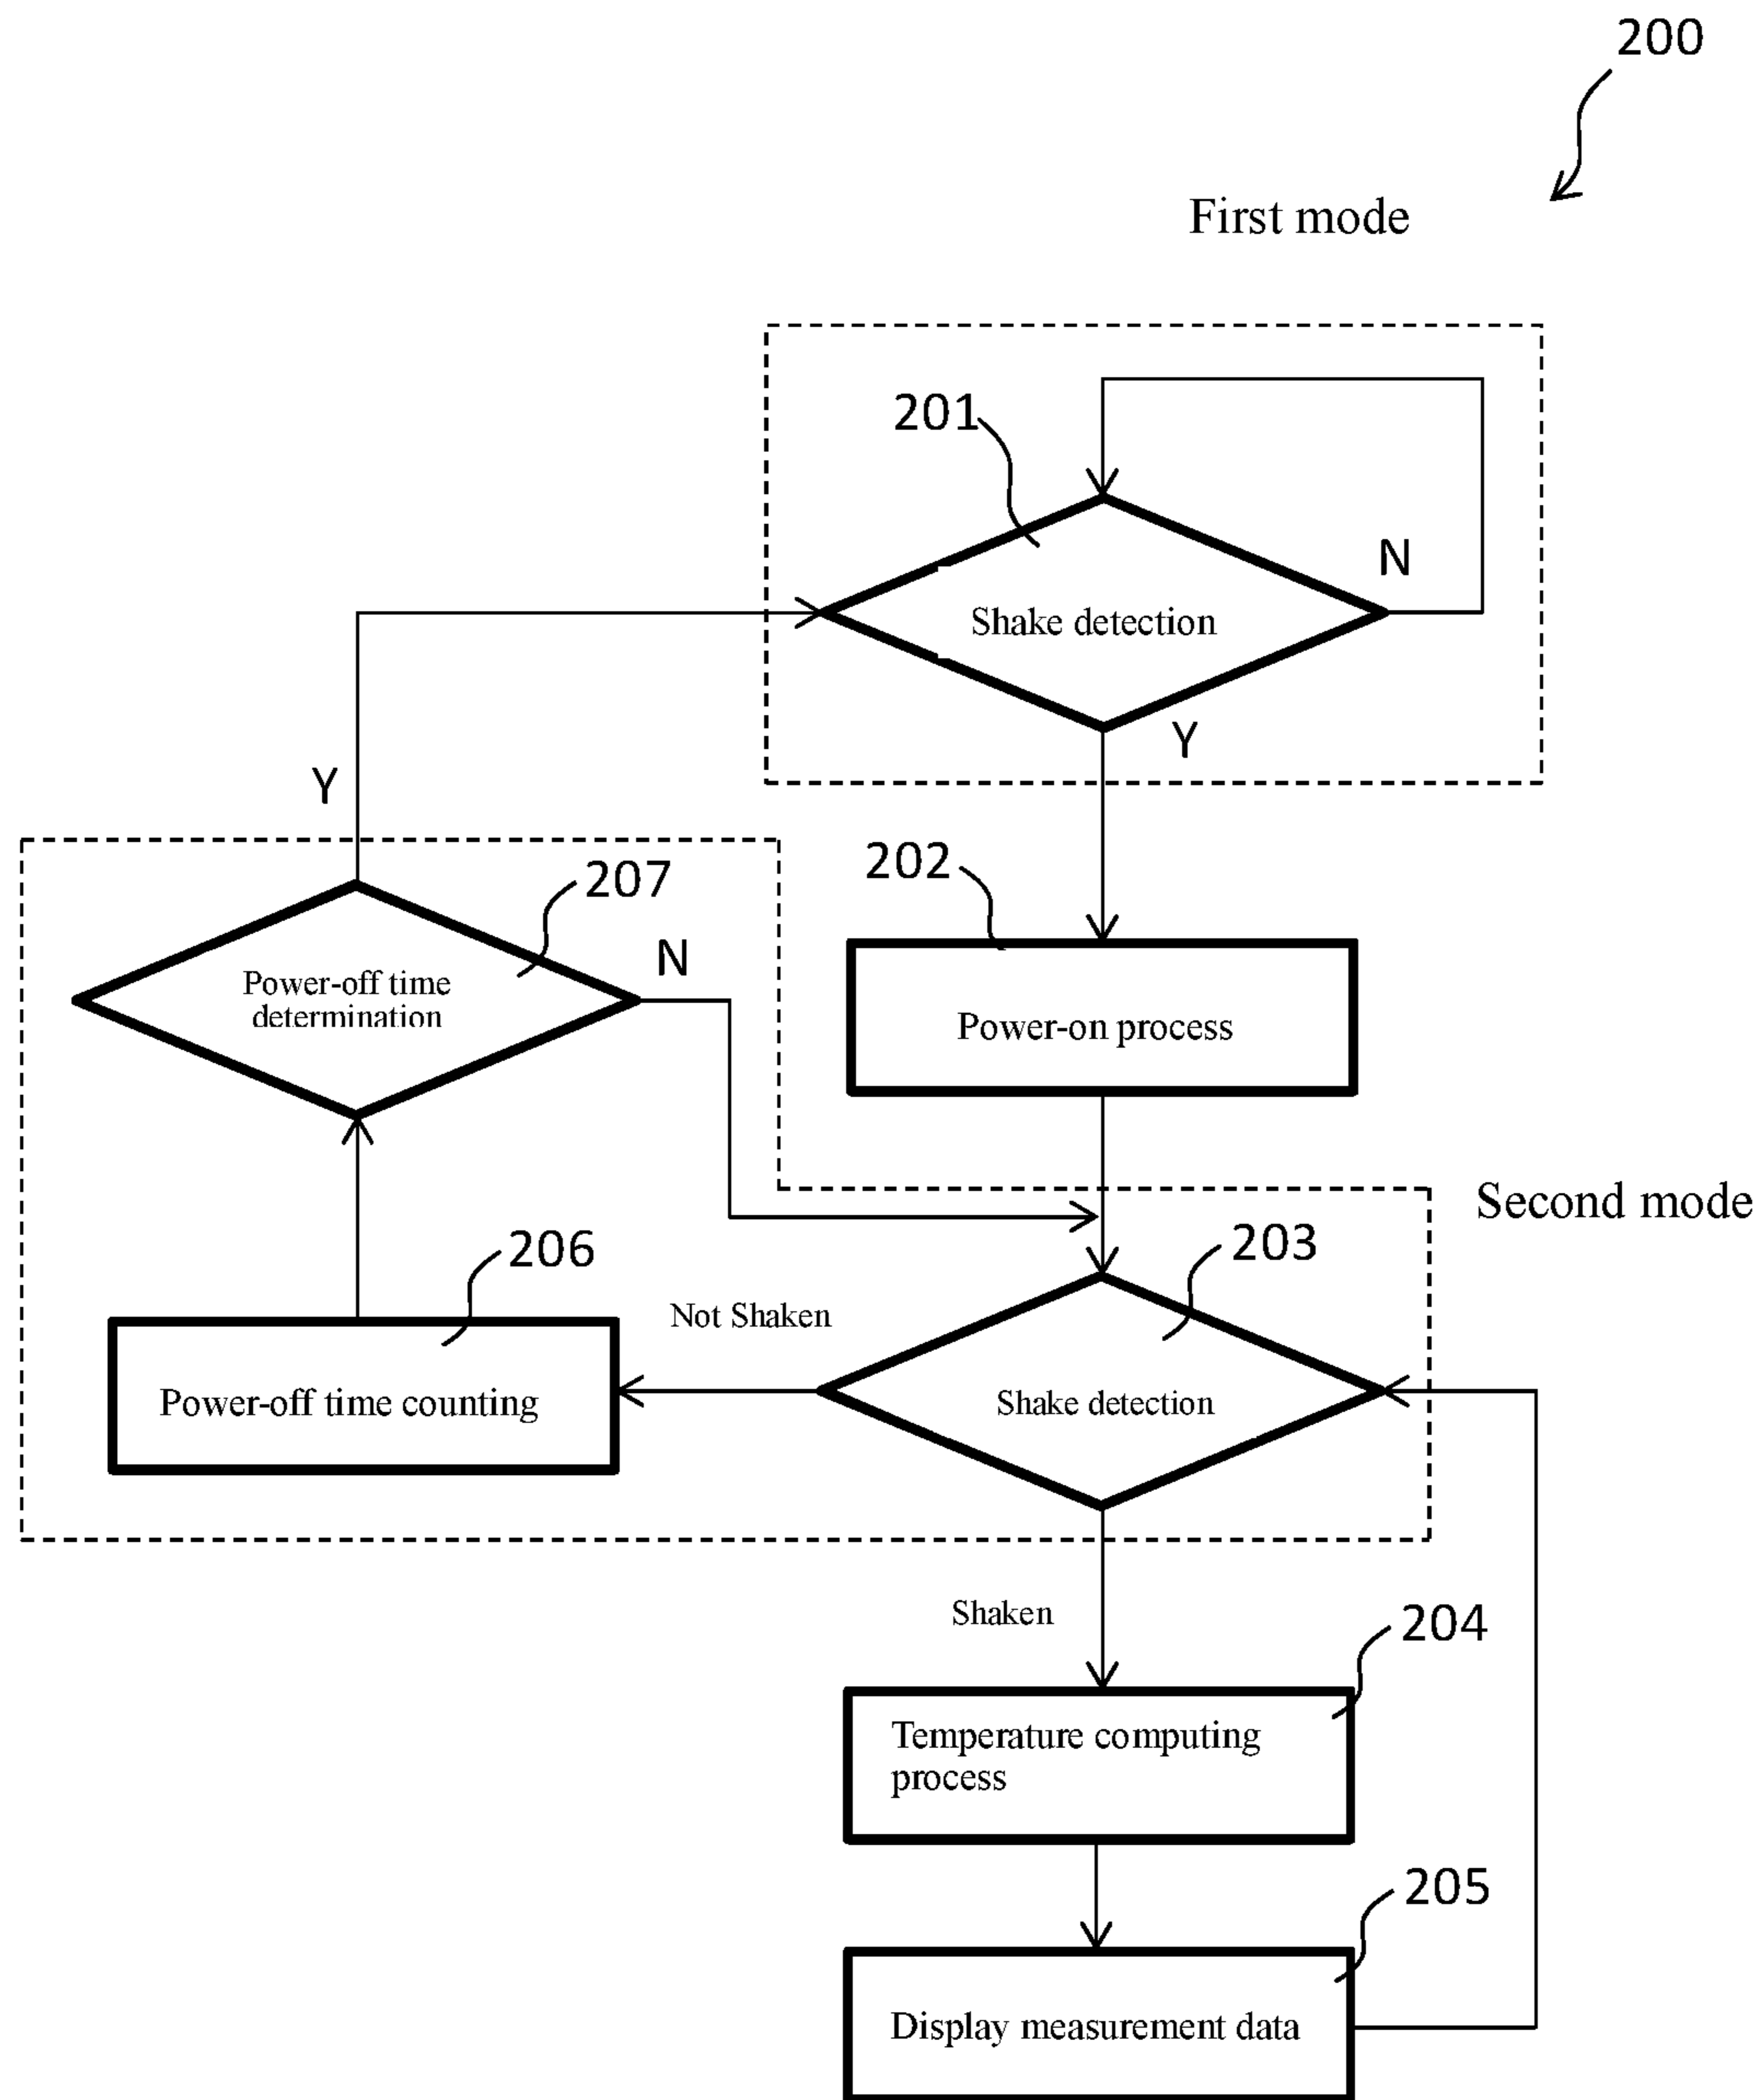 200
First mode
201
N
Shake detection
Y
Y
202
207
N
Power-off time
determination
Power-on process
Second mode
203
206
Not Shaken
Power-off time counting
Shake detection
Shaken
204
Temperature computing
process
205
Display measurement data